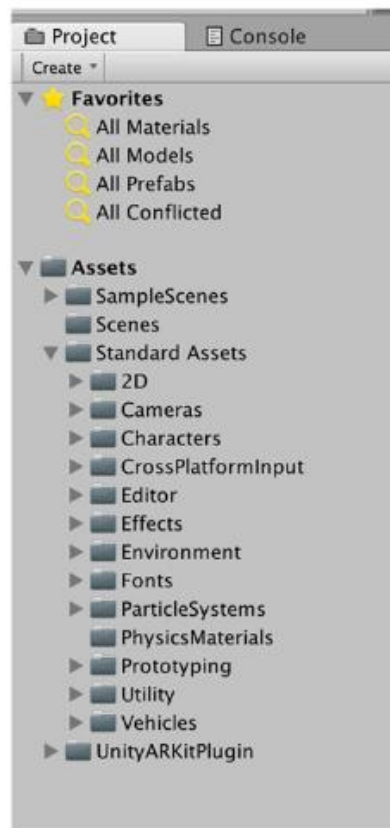 Project
Console
Create
Favorites
All Materials
All Models
All Prefabs
All Conflicted
Assets
SampleScenes
Scenes
Standard Assets
2D
Cameras
Characters
CrossPlatformInput
Editor
Effects
Environment
Fonts
ParticleSystems
PhysicsMaterials
Prototyping
Utility
Vehicles
UnityARKitPlugin